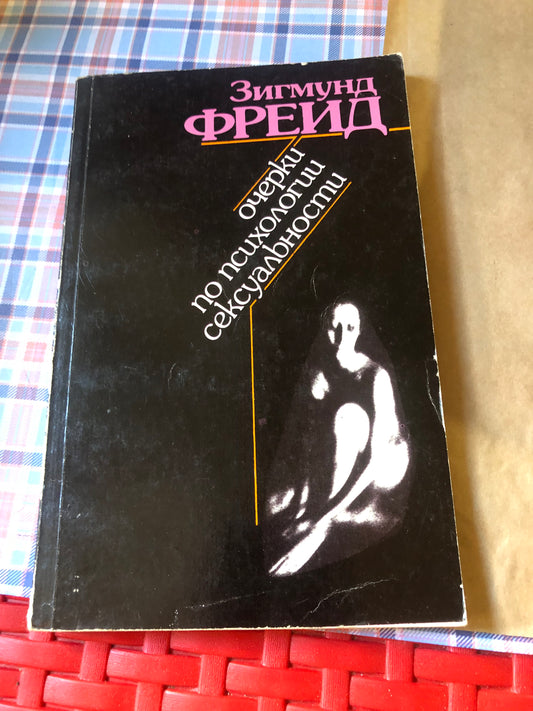 Зигмунд
ФРЕЙД
очерки
по психологии
сексуальности